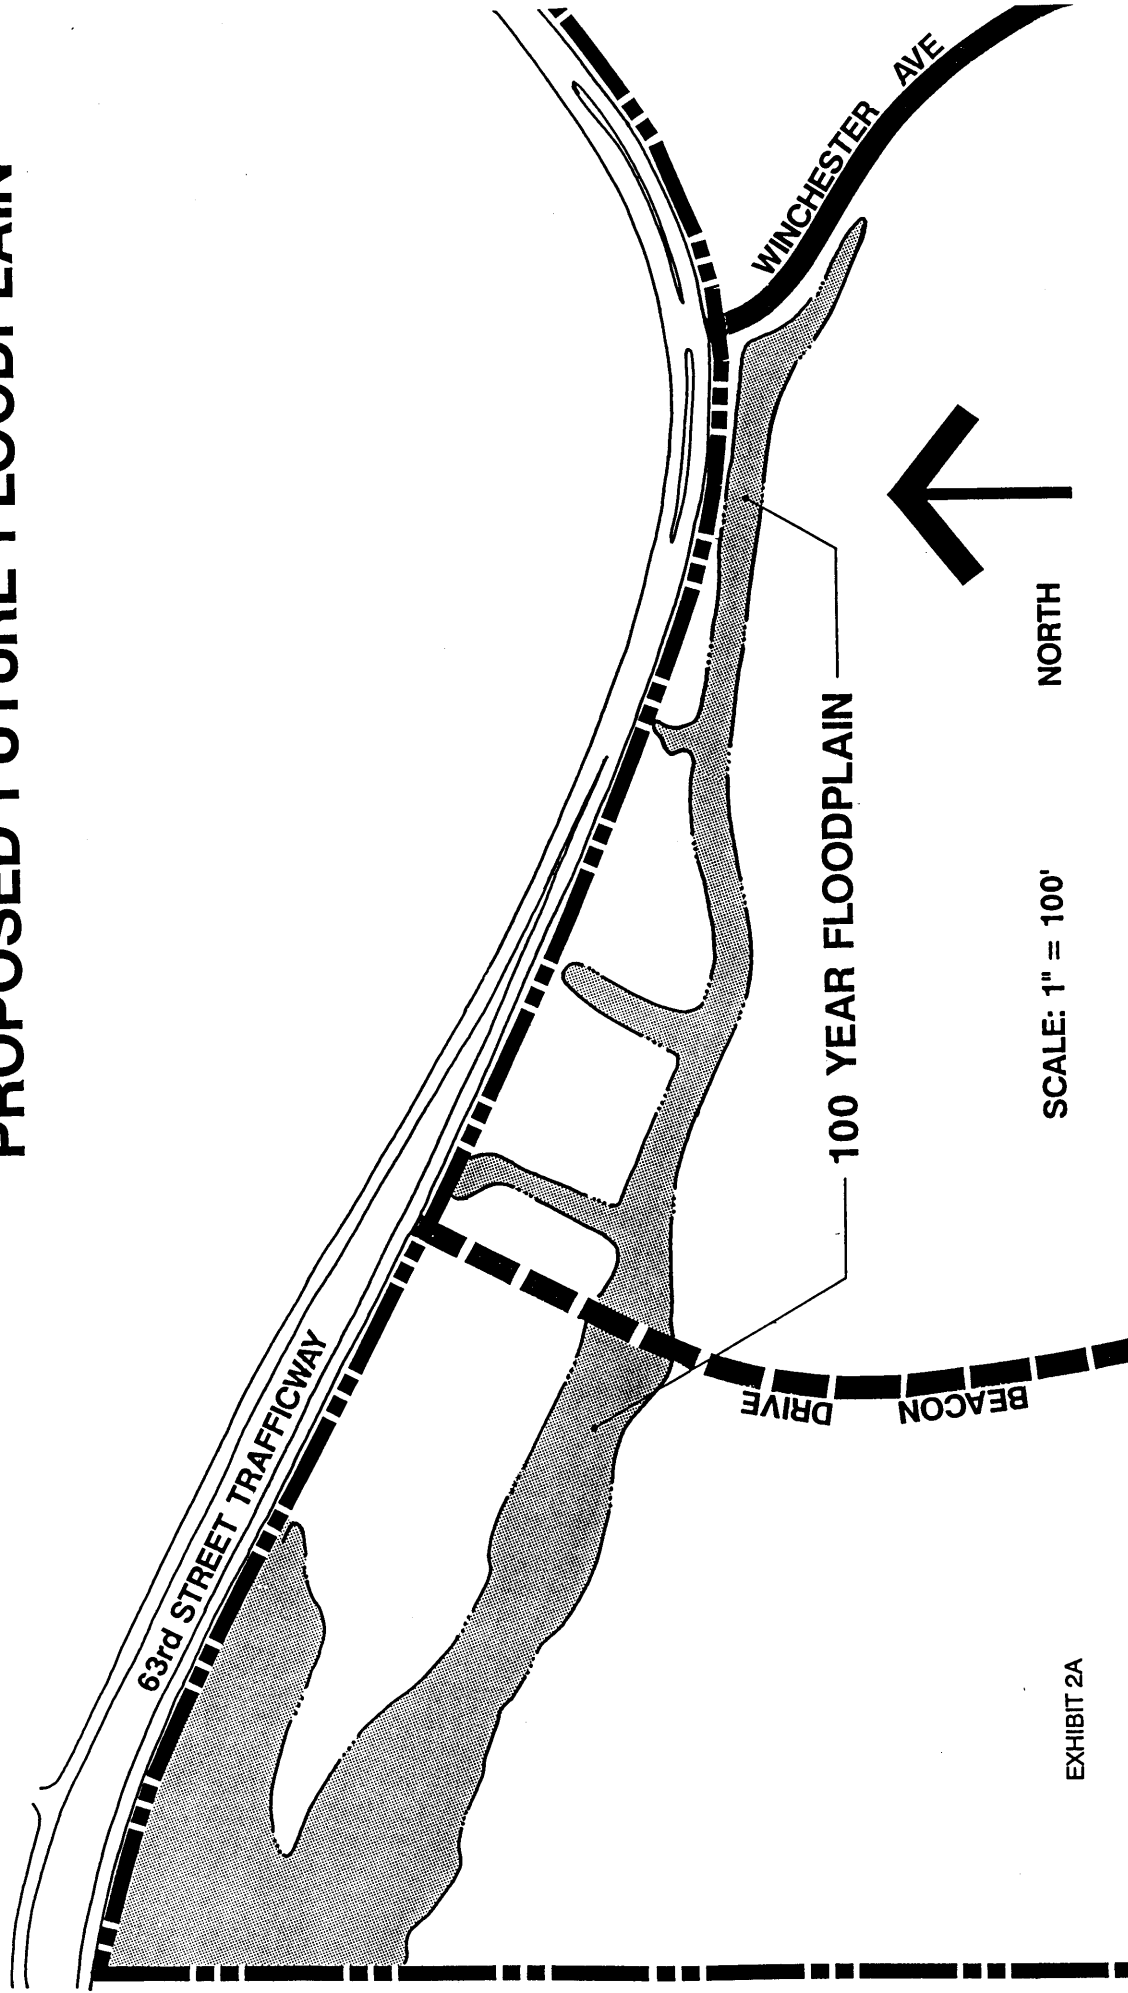 PROPOSED FUTURE FLOODPLAIN
63rd STREET TRAFFICWAY
WINCHESTER AVE
BEACON DRIVE
100 YEAR FLOODPLAIN
NORTH
SCALE: 1" = 100'
EXHIBIT 2A